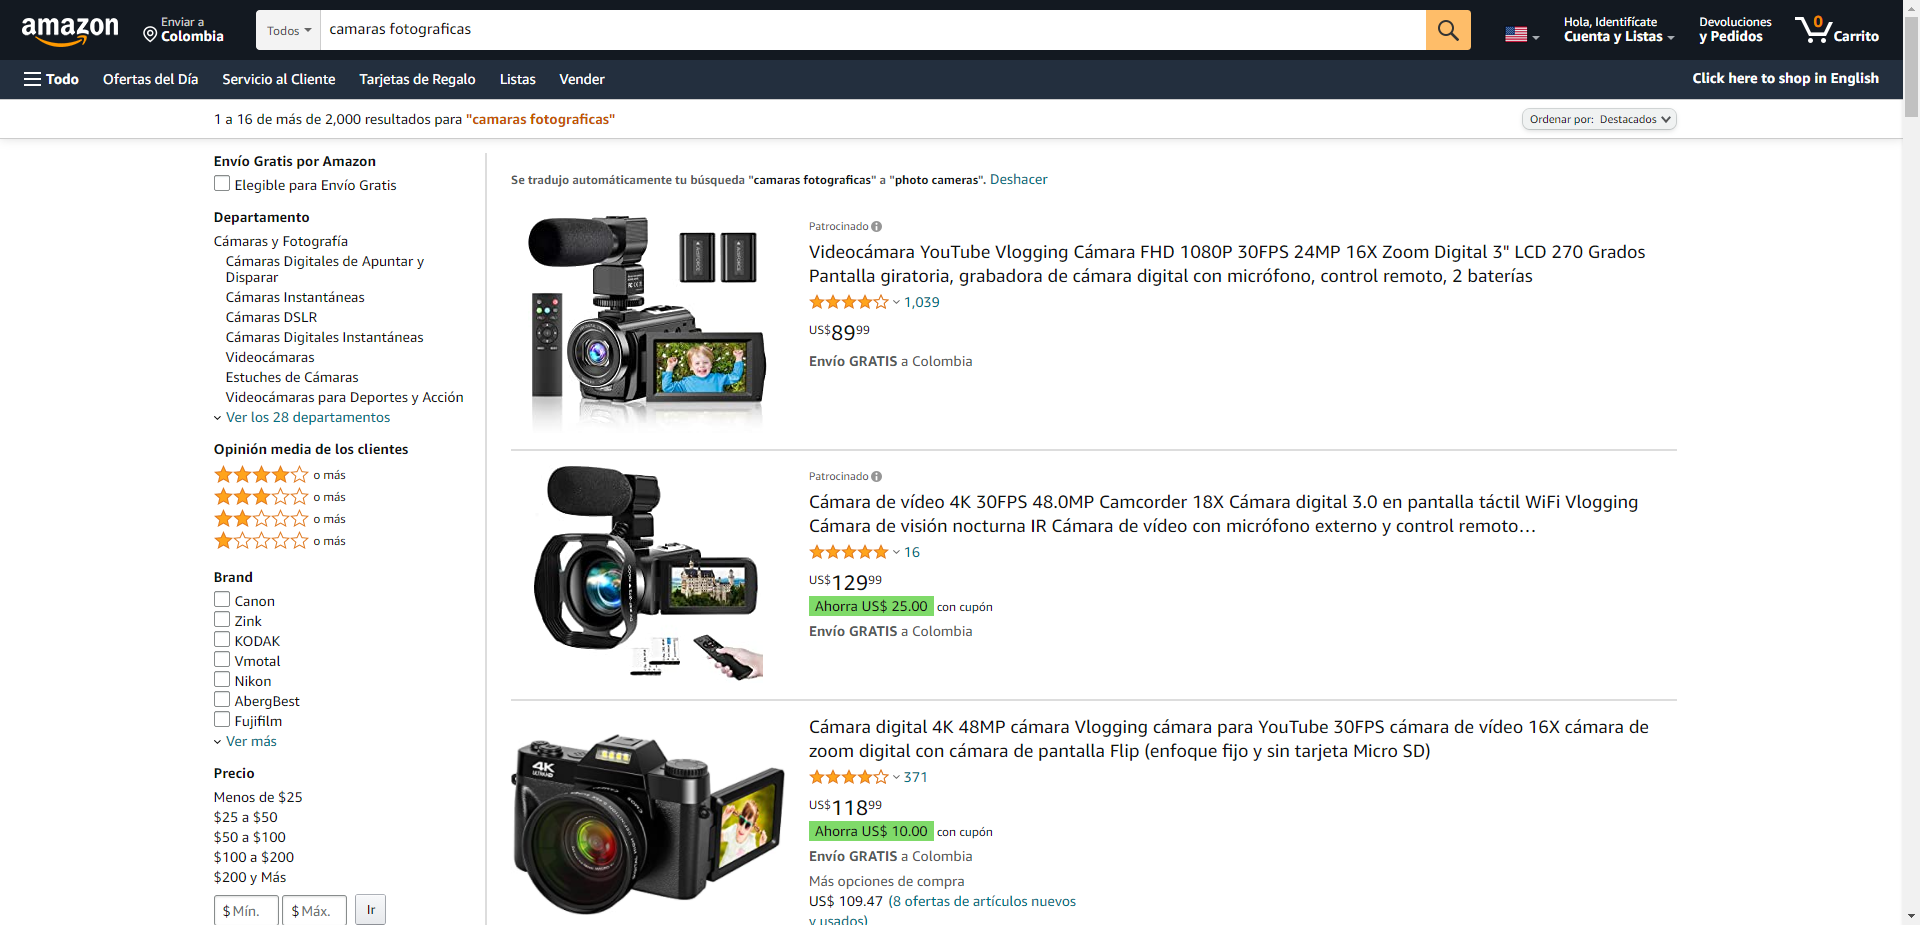 amazon
Enviar a
Colombia
Todos
camaras fotograficas
Hola, Identifícate
Cuenta y Listas
Devoluciones
y Pedidos
0
Carrito
Todo
Ofertas del Día
Servicio al Cliente
Tarjetas de Regalo
Listas
Vender
Click here to shop in English
1 a 16 de más de 2,000 resultados para "camaras fotograficas"
Ordenar por: Destacados
Envío Gratis por Amazon
Elegible para Envío Gratis
Departamento
Cámaras y Fotografía
Cámaras Digitales de Apuntar y
Disparar
Cámaras Instantáneas
Cámaras DSLR
Cámaras Digitales Instantáneas
Videocámaras
Estuches de Cámaras
Videocámaras para Deportes y Acción
Ver los 28 departamentos
Opinión media de los clientes
o más
o más
o más
o más
Brand
Canon
Zink
KODAK
Vmotal
Nikon
AbergBest
Fujifilm
Ver más
Precio
Menos de $25
$25 a $50
$50 a $100
$100 a $200
$200 y Más
$ Mín.
$ Máx.
Ir
Se tradujo automáticamente tu búsqueda "camaras fotograficas" a "photo cameras". Deshacer
Patrocinado
Videocámara YouTube Vlogging Cámara FHD 1080P 30FPS 24MP 16X Zoom Digital 3" LCD 270 Grados
Pantalla giratoria, grabadora de cámara digital con micrófono, control remoto, 2 baterías
1,039
US$8999
Envío GRATIS a Colombia
Patrocinado
Cámara de vídeo 4K 30FPS 48.0MP Camcorder 18X Cámara digital 3.0 en pantalla táctil WiFi Vlogging
Cámara de visión nocturna IR Cámara de vídeo con micrófono externo y control remoto…
16
US$12999
Ahorra US$ 25.00 con cupón
Envío GRATIS a Colombia
4K
ULTRA HD
Cámara digital 4K 48MP cámara Vlogging cámara para YouTube 30FPS cámara de vídeo 16X cámara de
zoom digital con cámara de pantalla Flip (enfoque fijo y sin tarjeta Micro SD)
371
US$11899
Ahorra US$ 10.00 con cupón
Envío GRATIS a Colombia
Más opciones de compra
US$ 109.47 (8 ofertas de artículos nuevos
y usados)